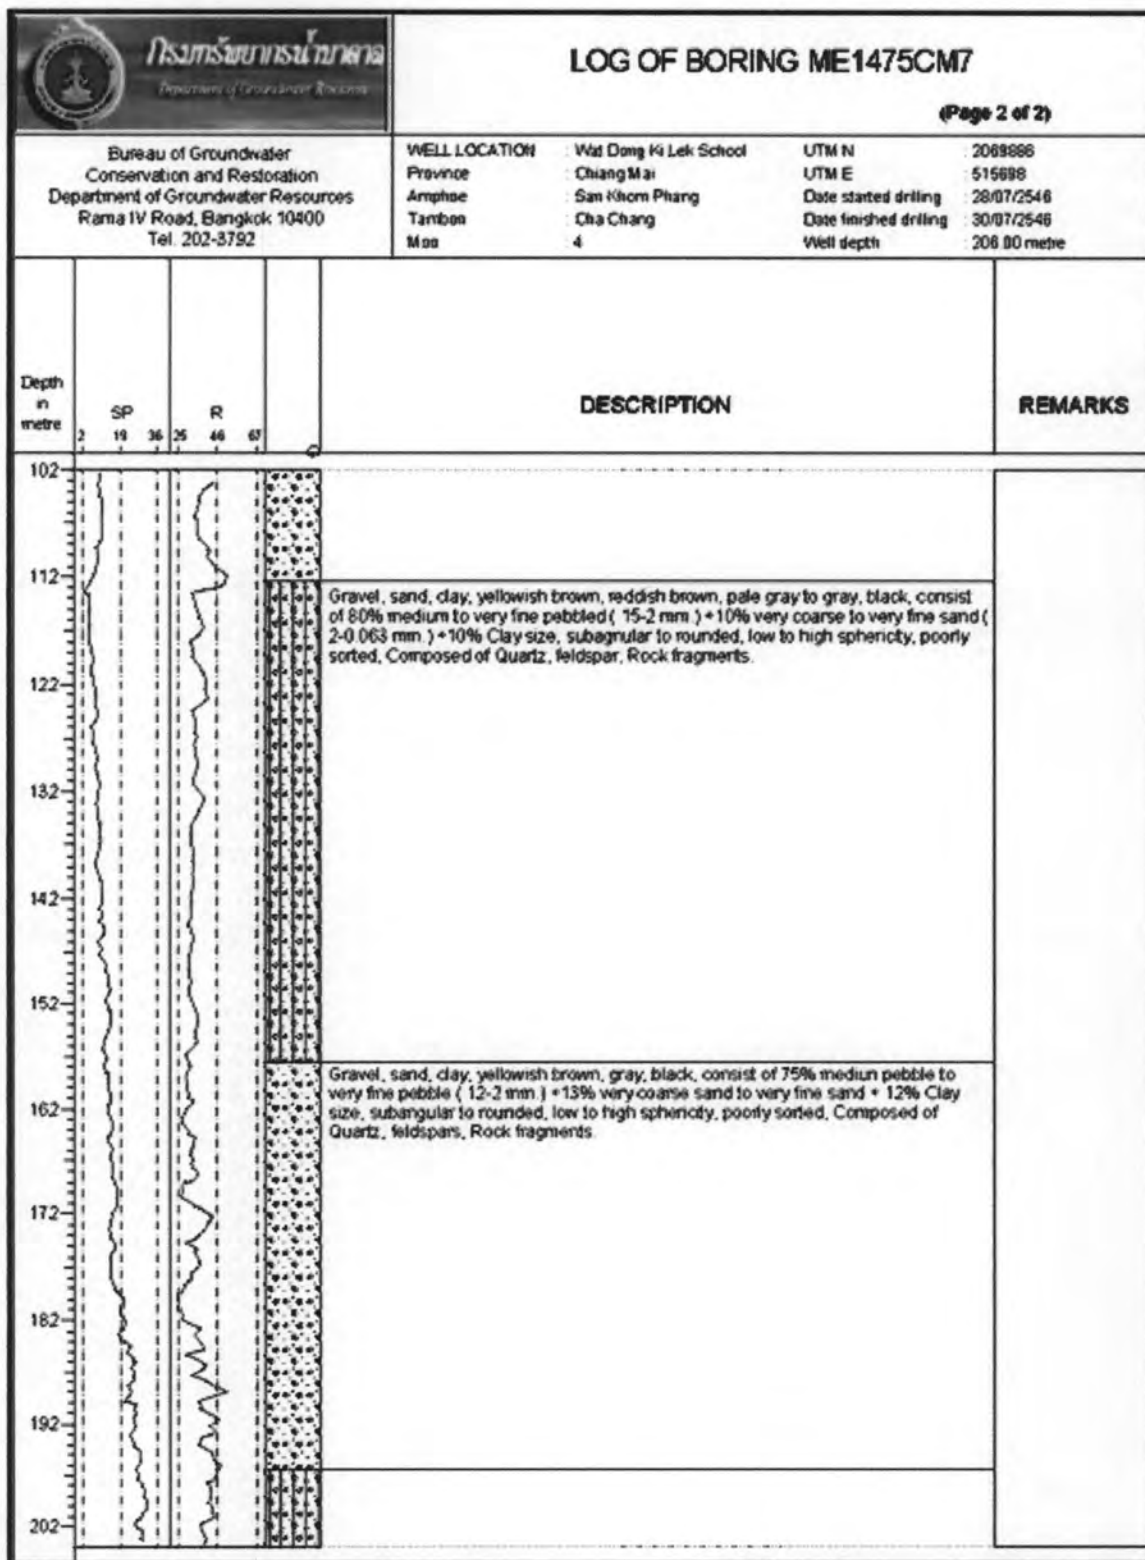 กรมทรัพยากรน้ำบาดาล
Department of Groundwater Resources
LOG OF BORING ME1475CM7
(Page 2 of 2)
Bureau of Groundwater
Conservation and Restoration
Department of Groundwater Resources
Rama IV Road, Bangkok 10400
Tel. 202-3792
WELL LOCATION : Wat Dong Ki Lek School
Province : Chiang Mai
Amphoe : San Khom Phang
Tambon : Cha Chang
Moo : 4
UTM N : 2069886
UTM E : 515698
Date started drilling : 28/07/2546
Date finished drilling : 30/07/2546
Well depth : 206.00 metre
Depth
in
metre
SP
2 19 36
R
25 46 67
DESCRIPTION
REMARKS
102
112
Gravel, sand, clay, yellowish brown, reddish brown, pale gray to gray, black, consist
of 80% medium to very fine pebbled ( 15-2 mm.) +10% very coarse to very fine sand (
2-0.063 mm.) +10% Clay size, subagnular to rounded, low to high sphericity, poorly
sorted, Composed of Quartz, feldspar, Rock fragments.
122
132
142
152
Gravel, sand, clay, yellowish brown, gray, black, consist of 75% mediun pebble to
very fine pebble ( 12-2 mm.) +13% very coarse sand to very fine sand + 12% Clay
size, subangular to rounded, low to high sphericity, poorly sorted, Composed of
Quartz, feldspars, Rock fragments.
162
172
182
192
202